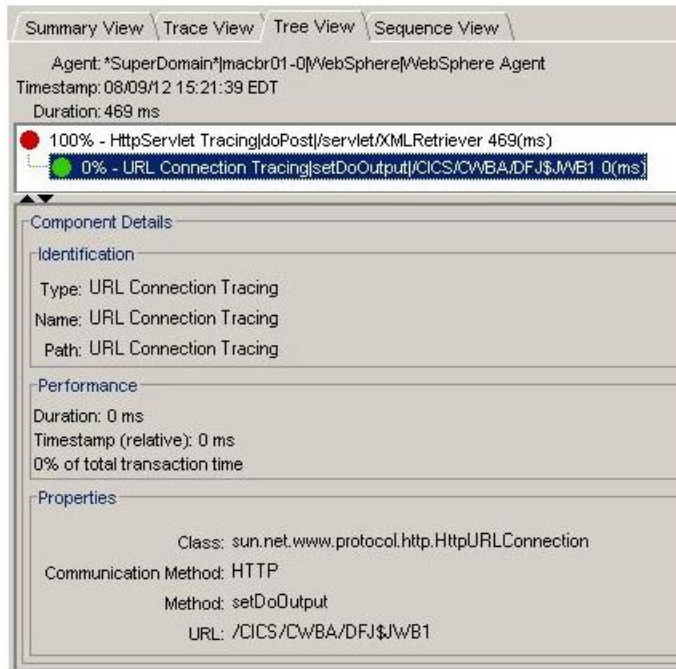 Summary View Trace View Tree View Sequence View
Agent: *SuperDomain*|macbr01-0|WebSphere|WebSphere Agent
Timestamp: 08/09/12 15:21:39 EDT
Duration: 469 ms
100% - HttpServlet Tracing|doPost|/servlet/XMLRetriever 469(ms)
0% - URL Connection Tracing|setDoOutput|/CICS/CWBA/DFJ$JWB1 0(ms)
Component Details
Identification
Type: URL Connection Tracing
Name: URL Connection Tracing
Path: URL Connection Tracing
Performance
Duration: 0 ms
Timestamp (relative): 0 ms
0% of total transaction time
Properties
Class: sun.net.www.protocol.http.HttpURLConnection
Communication Method: HTTP
Method: setDoOutput
URL: /CICS/CWBA/DFJ$JWB1